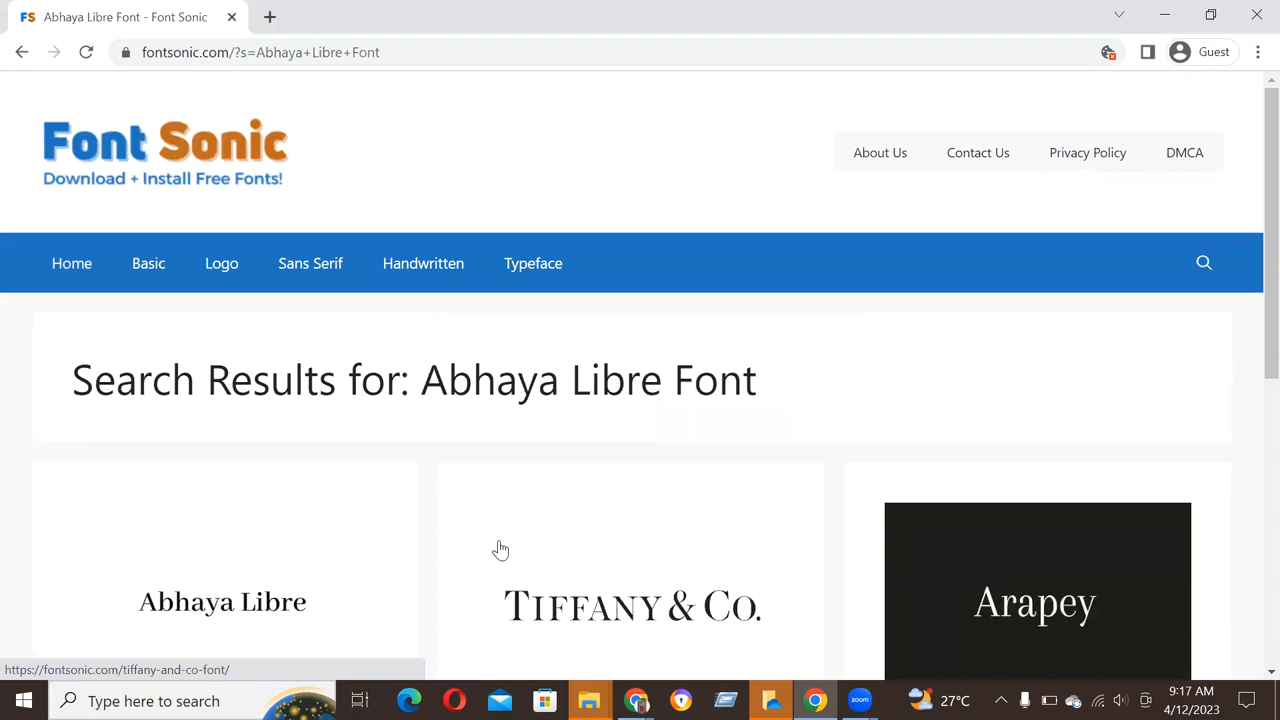 FS Abhaya Libre Font - Font Sonic
fontsonic.com/?s=Abhaya+Libre+Font
Guest
Font Sonic
Download + Install Free Fonts!
About Us Contact Us Privacy Policy DMCA
Home Basic Logo Sans Serif Handwritten Typeface
Search Results for: Abhaya Libre Font
Abhaya Libre
TIFFANY & CO.
Arapey
https://fontsonic.com/tiffany-and-co-font/
Type here to search
zoom
27°C
9:17 AM
4/12/2023